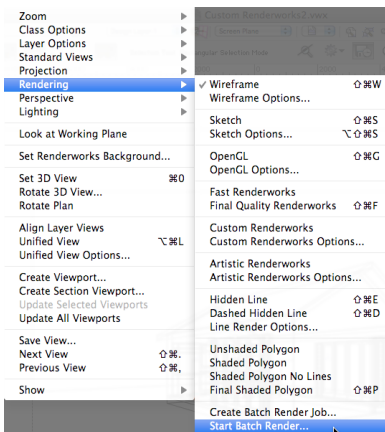 Custom Renderworks2.vwx
Zoom
Class Options
Layer Options
Standard Views
Projection
Rendering
Perspective
Lighting
Look at Working Plane
Set Renderworks Background...
Set 3D View ⌘0
Rotate 3D View...
Rotate Plan
Align Layer Views
Unified View ⌥⌘L
Unified View Options...
Create Viewport...
Create Section Viewport...
Update Selected Viewports
Update All Viewports
Save View...
Next View ⇧⌘.
Previous View ⇧⌘,
Show
✓ Wireframe ⇧⌘W
Wireframe Options...
Sketch ⇧⌘S
Sketch Options... ⌥⇧⌘S
OpenGL ⇧⌘G
OpenGL Options...
Fast Renderworks
Final Quality Renderworks ⇧⌘F
Custom Renderworks
Custom Renderworks Options...
Artistic Renderworks
Artistic Renderworks Options...
Hidden Line ⇧⌘E
Dashed Hidden Line ⇧⌘D
Line Render Options...
Unshaded Polygon
Shaded Polygon
Shaded Polygon No Lines
Final Shaded Polygon ⇧⌘P
Create Batch Render Job...
Start Batch Render...